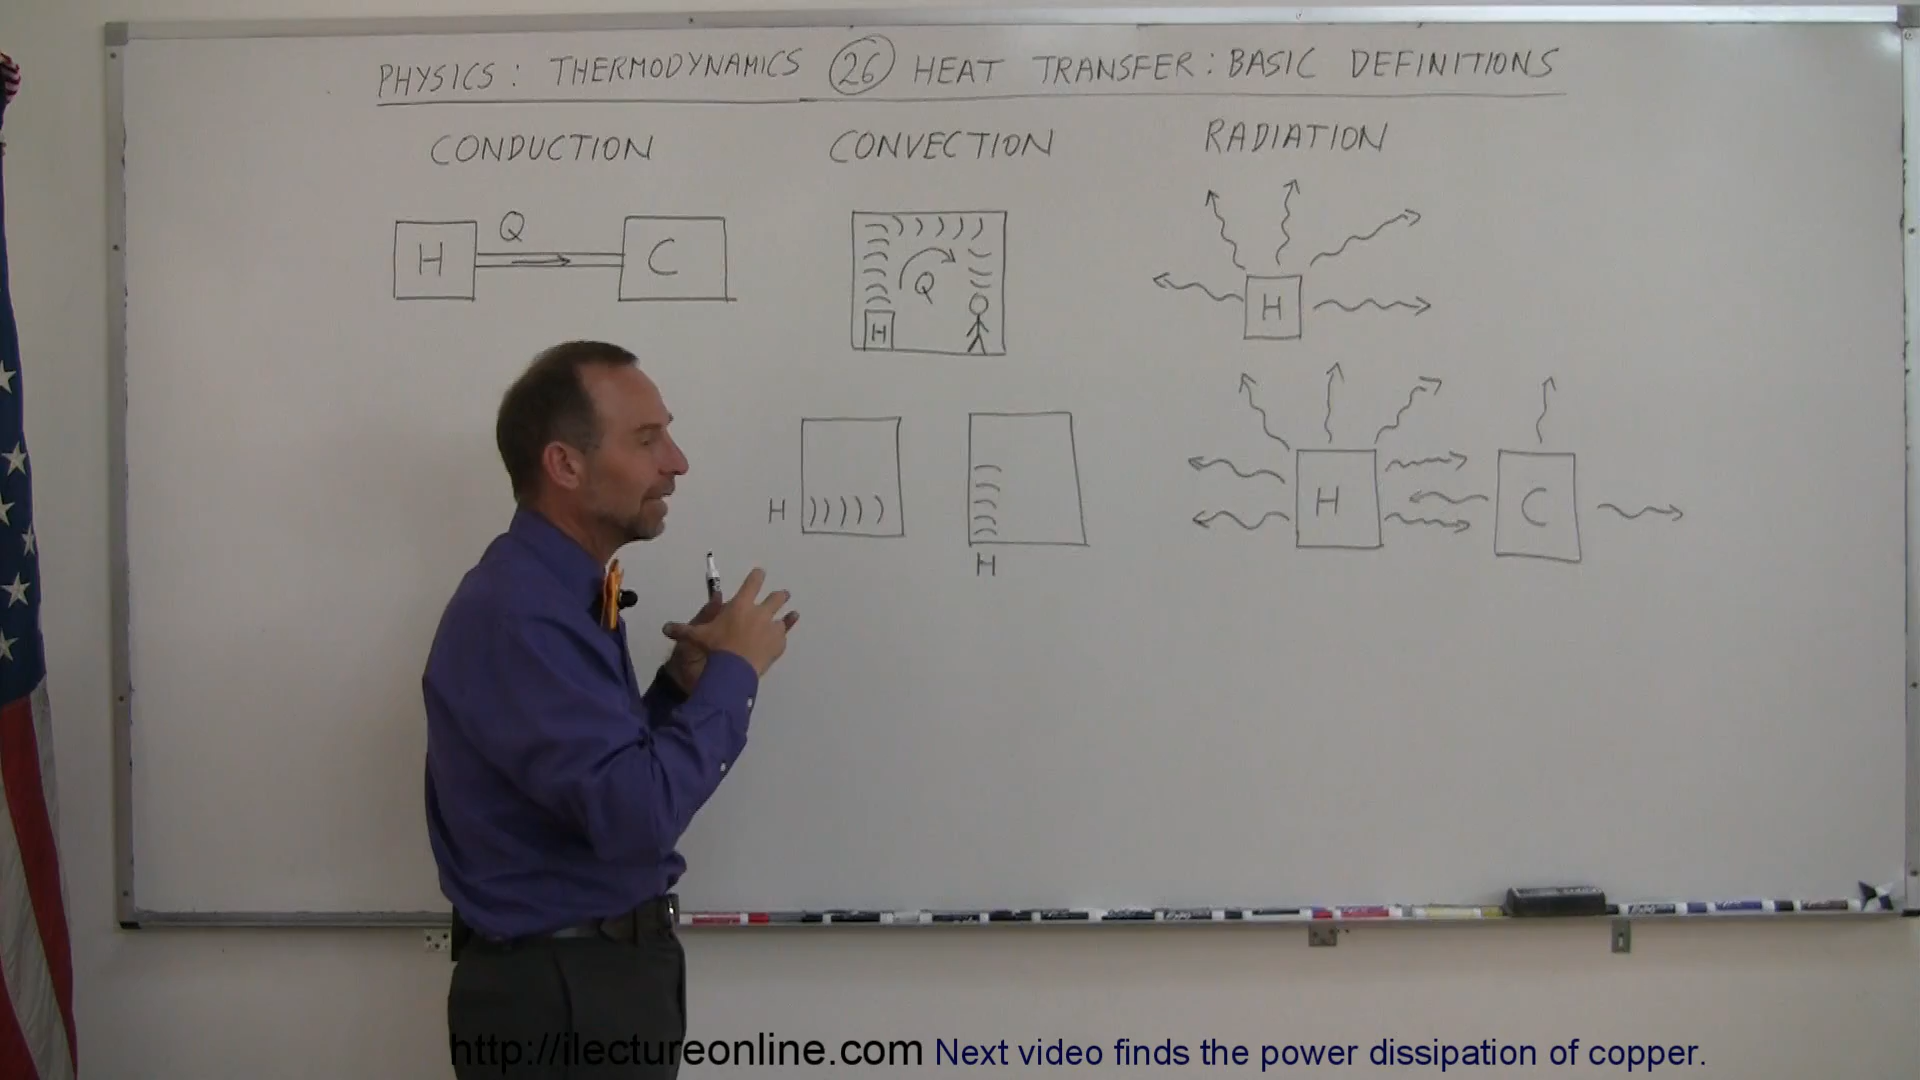 PHYSICS: THERMODYNAMICS 26 HEAT TRANSFER: BASIC DEFINITIONS
CONDUCTION CONVECTION RADIATION
H Q C
Q H
H
H
H
H C
http://ilectureonline.com Next video finds the power dissipation of copper.